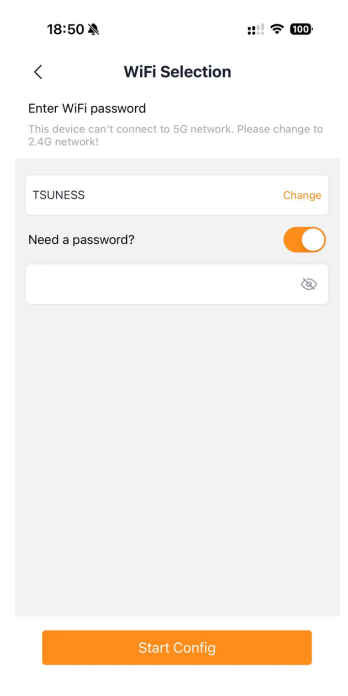 18:50
100
WiFi Selection
Enter WiFi password
This device can't connect to 5G network. Please change to
2.4G network!
TSUNESS
Change
Need a password?
Start Config